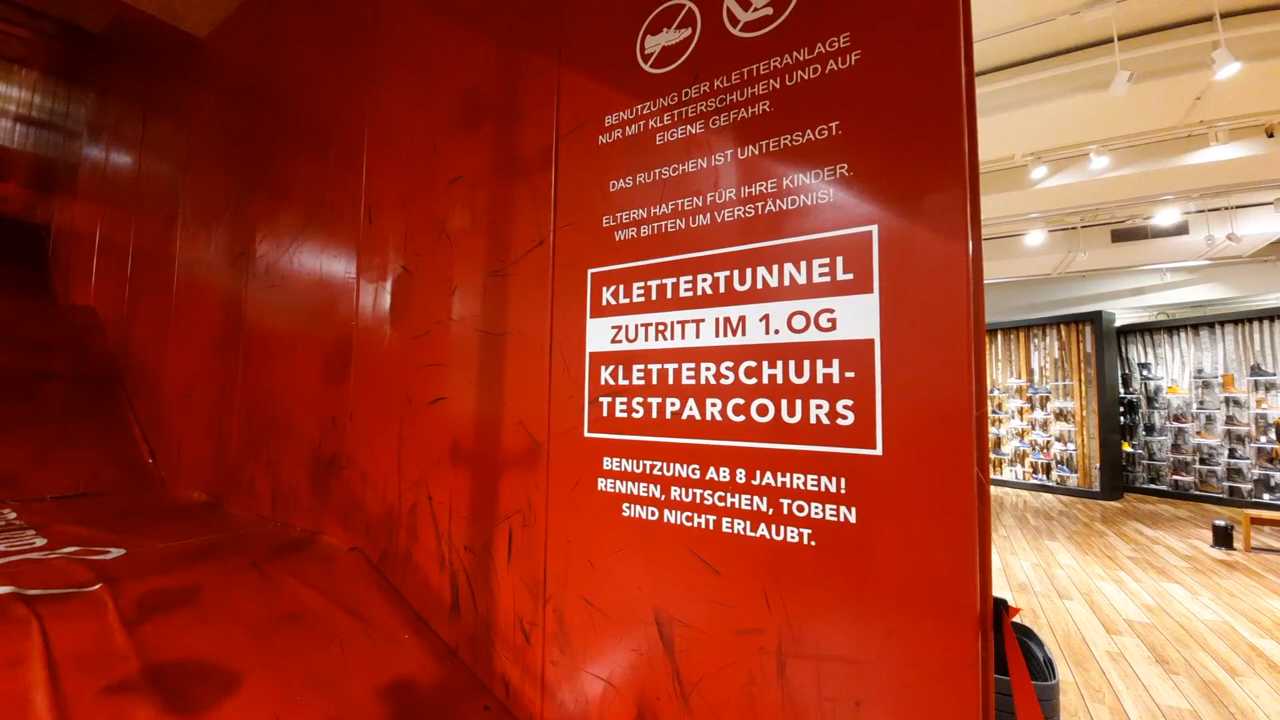 BENUTZUNG DER KLETTERANLAGE
NUR MIT KLETTERSCHUHEN UND AUF
EIGENE GEFAHR.
DAS RUTSCHEN IST UNTERSAGT.
ELTERN HAFTEN FÜR IHRE KINDER.
WIR BITTEN UM VERSTÄNDNIS!
KLETTERTUNNEL
ZUTRITT IM 1. OG
KLETTERSCHUH-
TESTPARCOURS
BENUTZUNG AB 8 JAHREN!
RENNEN, RUTSCHEN, TOBEN
SIND NICHT ERLAUBT.